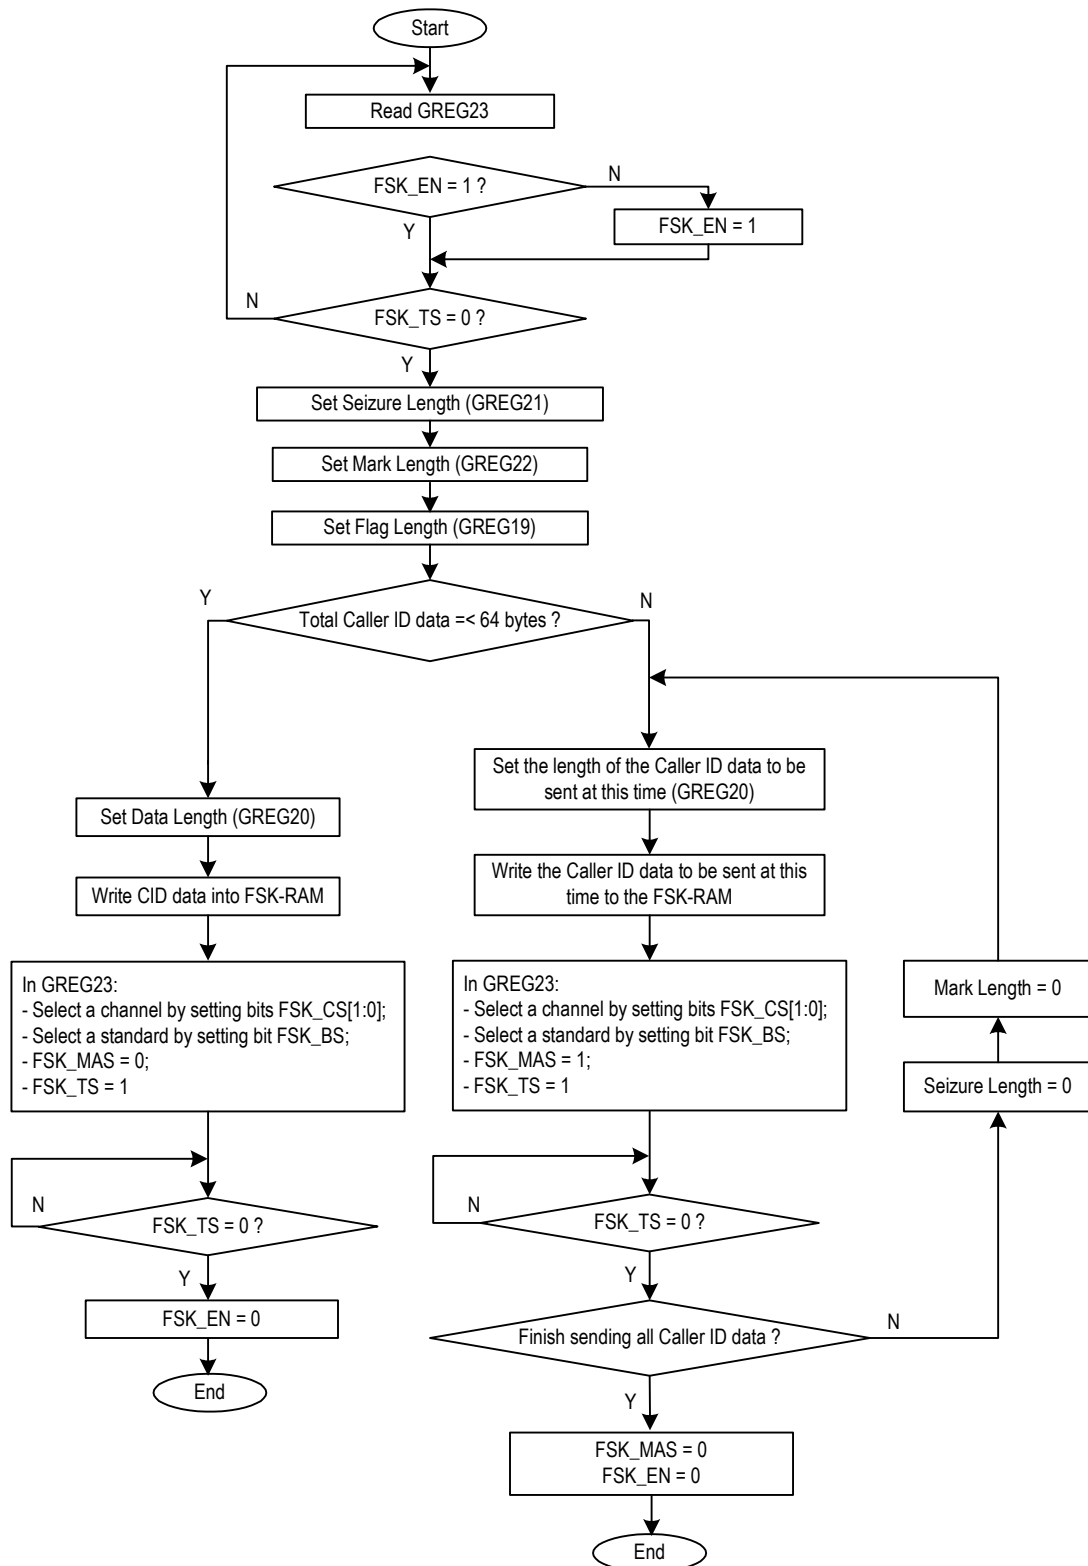 Start
Read GREG23
FSK_EN = 1 ?
N
FSK_EN = 1
Y
N
FSK_TS = 0 ?
Y
Set Seizure Length (GREG21)
Set Mark Length (GREG22)
Set Flag Length (GREG19)
Y
N
Total Caller ID data =< 64 bytes ?
Set Data Length (GREG20)
Write CID data into FSK-RAM
In GREG23:
- Select a channel by setting bits FSK_CS[1:0];
- Select a standard by setting bit FSK_BS;
- FSK_MAS = 0;
- FSK_TS = 1
N
FSK_TS = 0 ?
Y
FSK_EN = 0
End
Set the length of the Caller ID data to be
sent at this time (GREG20)
Write the Caller ID data to be sent at this
time to the FSK-RAM
In GREG23:
- Select a channel by setting bits FSK_CS[1:0];
- Select a standard by setting bit FSK_BS;
- FSK_MAS = 1;
- FSK_TS = 1
N
FSK_TS = 0 ?
Y
Finish sending all Caller ID data ?
N
Seizure Length = 0
Mark Length = 0
Y
FSK_MAS = 0
FSK_EN = 0
End